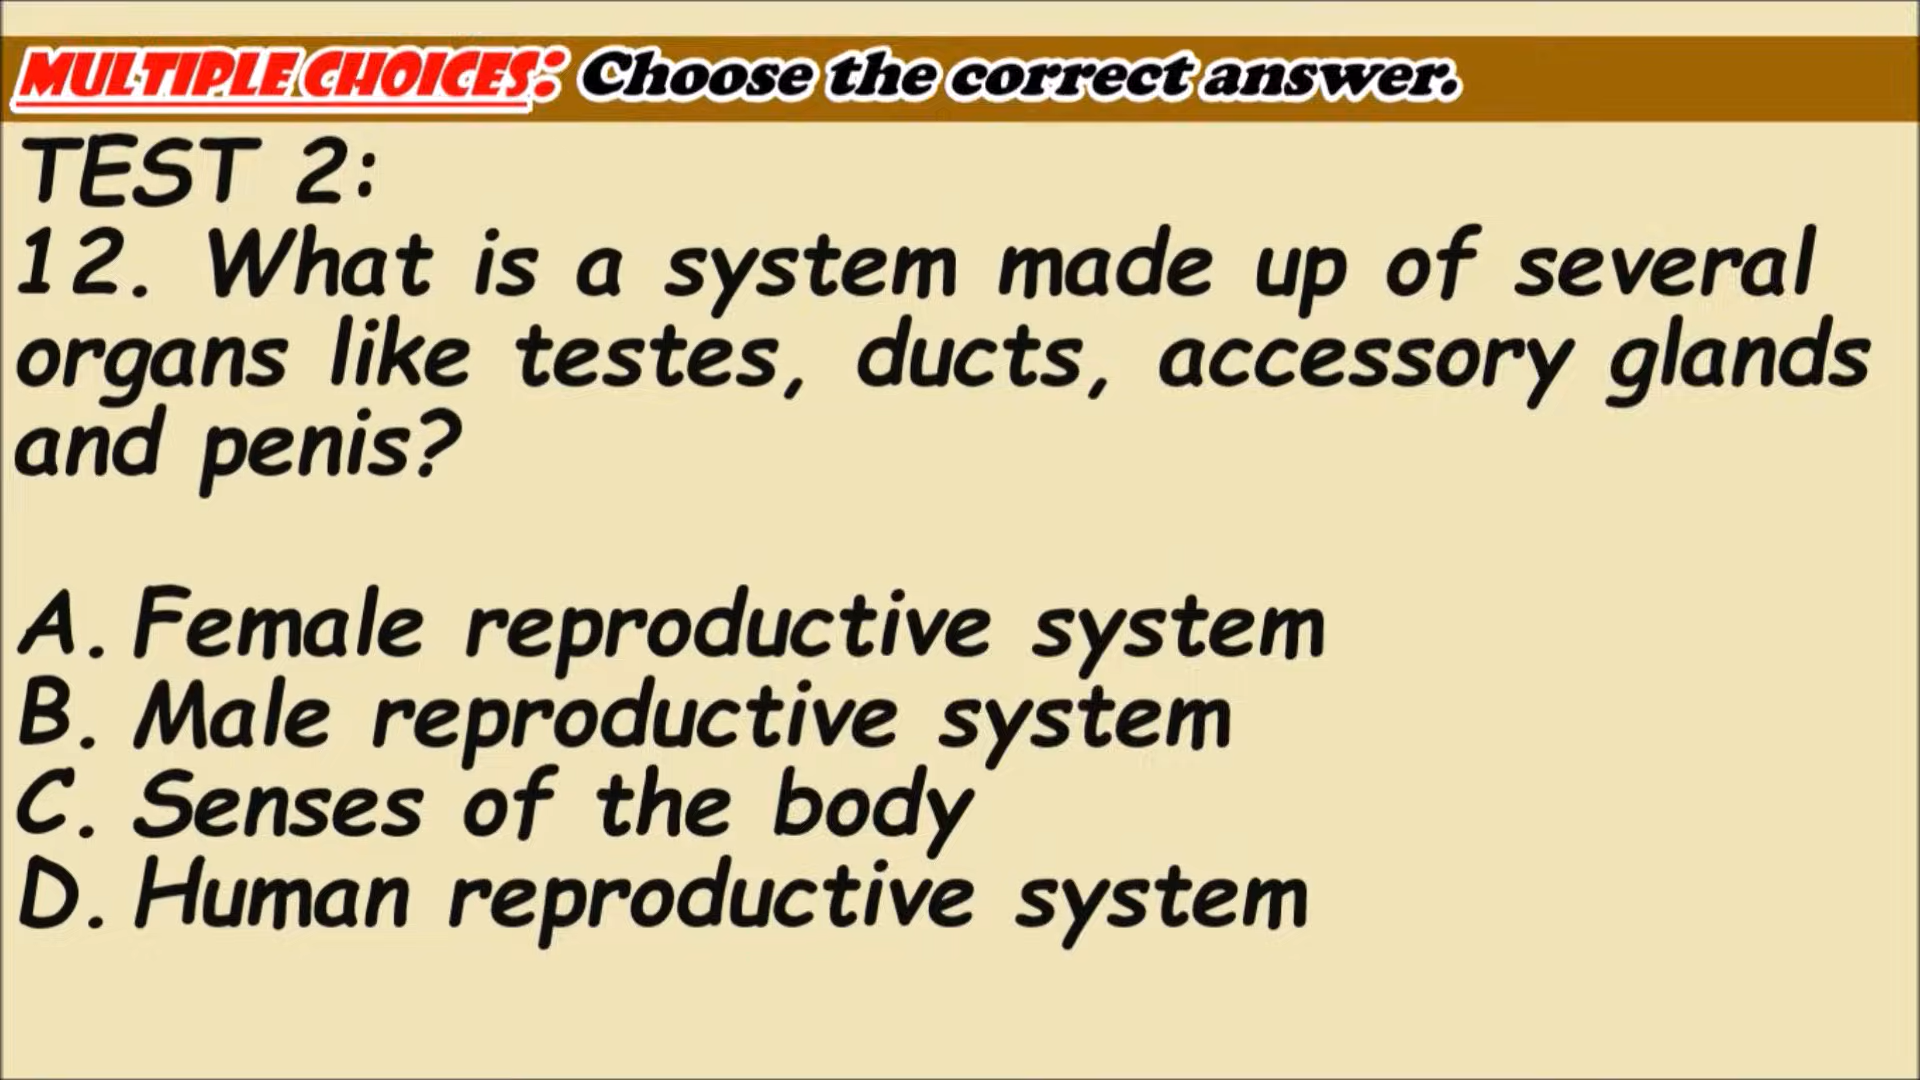 MULTIPLE CHOICES: Choose the correct answer.
TEST 2:
12. What is a system made up of several
organs like testes, ducts, accessory glands
and penis?
A. Female reproductive system
B. Male reproductive system
C. Senses of the body
D. Human reproductive system